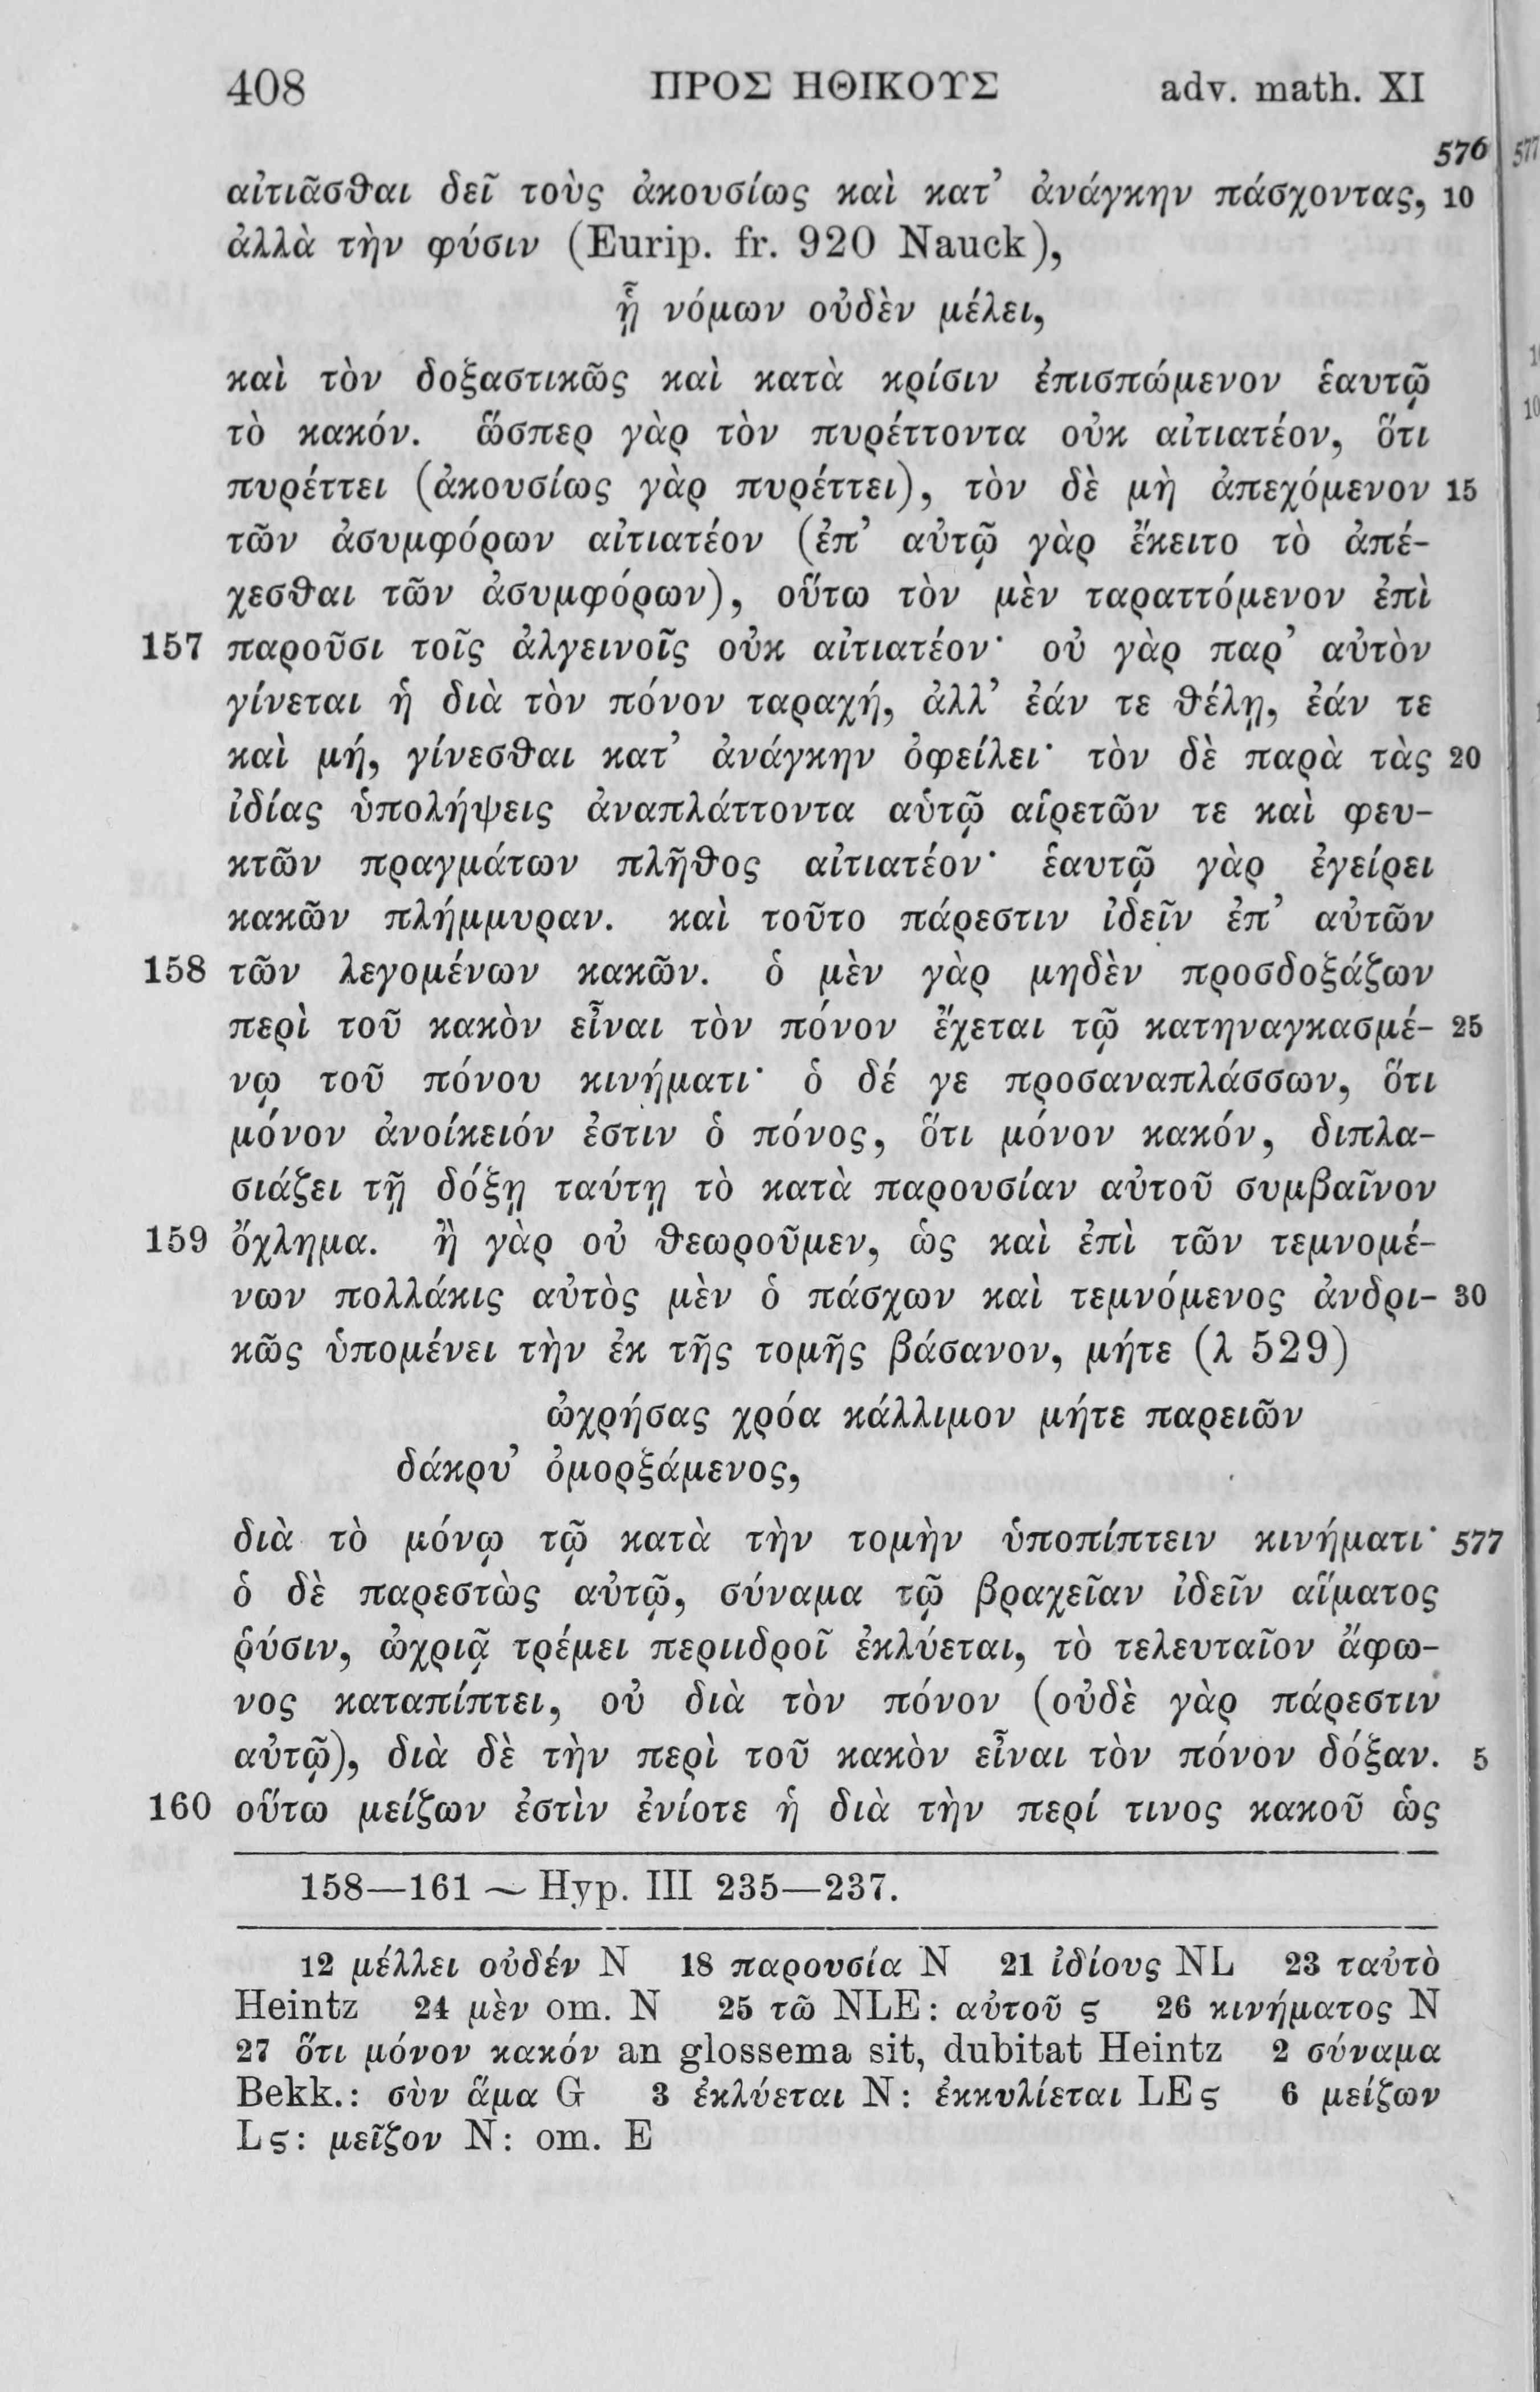 408 ΠΡΟΣ ΗΘΙΚΟΥΣ adv. math. XI
576
αἰτιᾶσθαι δεῖ τοὺς ἀκουσίως καὶ κατ’ ἀνάγκην πάσχοντας, 10
ἀλλὰ τὴν φύσιν (Eurip. fr. 920 Nauck),
ᾗ νόμων οὐδὲν μέλει,
καὶ τὸν δοξαστικῶς καὶ κατὰ κρίσιν ἐπισπώμενον ἑαυτῷ
τὸ κακόν. ὥσπερ γὰρ τὸν πυρέττοντα οὐκ αἰτιατέον, ὅτι
πυρέττει (ἀκουσίως γὰρ πυρέττει), τὸν δὲ μὴ ἀπεχόμενον 15
τῶν ἀσυμφόρων αἰτιατέον (ἐπ’ αὐτῷ γὰρ ἔκειτο τὸ ἀπέ-
χεσθαι τῶν ἀσυμφόρων), οὕτω τὸν μὲν ταραττόμενον ἐπὶ
157 παροῦσι τοῖς ἀλγεινοῖς οὐκ αἰτιατέον· οὐ γὰρ παρ’ αὐτὸν
γίνεται ἡ διὰ τὸν πόνον ταραχή, ἀλλ’ ἐάν τε θέλῃ, ἐάν τε
καὶ μή, γίνεσθαι κατ’ ἀνάγκην ὀφείλει· τὸν δὲ παρὰ τὰς 20
ἰδίας ὑπολήψεις ἀναπλάττοντα αὑτῷ αἱρετῶν τε καὶ φευ-
κτῶν πραγμάτων πλῆθος αἰτιατέον· ἑαυτῷ γὰρ ἐγείρει
κακῶν πλήμμυραν. καὶ τοῦτο πάρεστιν ἰδεῖν ἐπ’ αὐτῶν
158 τῶν λεγομένων κακῶν. ὁ μὲν γὰρ μηδὲν προσδοξάζων
περὶ τοῦ κακὸν εἶναι τὸν πόνον ἔχεται τῷ κατηναγκασμέ- 25
νῳ τοῦ πόνου κινήματι· ὁ δέ γε προσαναπλάσσων, ὅτι
μόνον ἀνοίκειόν ἐστιν ὁ πόνος, ὅτι μόνον κακόν, διπλα-
σιάζει τῇ δόξῃ ταύτῃ τὸ κατὰ παρουσίαν αὐτοῦ συμβαῖνον
159 ὄχλημα. ἢ γὰρ οὐ θεωροῦμεν, ὡς καὶ ἐπὶ τῶν τεμνομέ-
νων πολλάκις αὐτὸς μὲν ὁ πάσχων καὶ τεμνόμενος ἀνδρι- 30
κῶς ὑπομένει τὴν ἐκ τῆς τομῆς βάσανον, μήτε (λ 529)
ὠχρήσας χρόα κάλλιμον μήτε παρειῶν
δάκρυ’ ὀμορξάμενος,
διὰ τὸ μόνῳ τῷ κατὰ τὴν τομὴν ὑποπίπτειν κινήματι· 577
ὁ δὲ παρεστὼς αὐτῷ, σύναμα τῷ βραχεῖαν ἰδεῖν αἵματος
ῥύσιν, ὠχριᾷ τρέμει περιιδροῖ ἐκλύεται, τὸ τελευταῖον ἄφω-
νος καταπίπτει, οὐ διὰ τὸν πόνον (οὐδὲ γὰρ πάρεστιν
αὐτῷ), διὰ δὲ τὴν περὶ τοῦ κακὸν εἶναι τὸν πόνον δόξαν. 5
160 οὕτω μείζων ἐστὶν ἐνίοτε ἡ διὰ τὴν περί τινος κακοῦ ὡς
158—161 ~ Hyp. III 235—237.
12 μέλλει οὐδέν N 18 παρουσία N 21 ἰδίους NL 23 ταὐτὸ
Heintz 24 μὲν om. N 25 τῶ NLE: αὐτοῦ ς 26 κινήματος N
27 ὅτι μόνον κακόν an glossema sit, dubitat Heintz 2 σύναμα
Bekk.: σὺν ἅμα G 3 ἐκλύεται N: ἐκκυλίεται LEς 6 μείζων
Lς: μεῖζον N: om. E